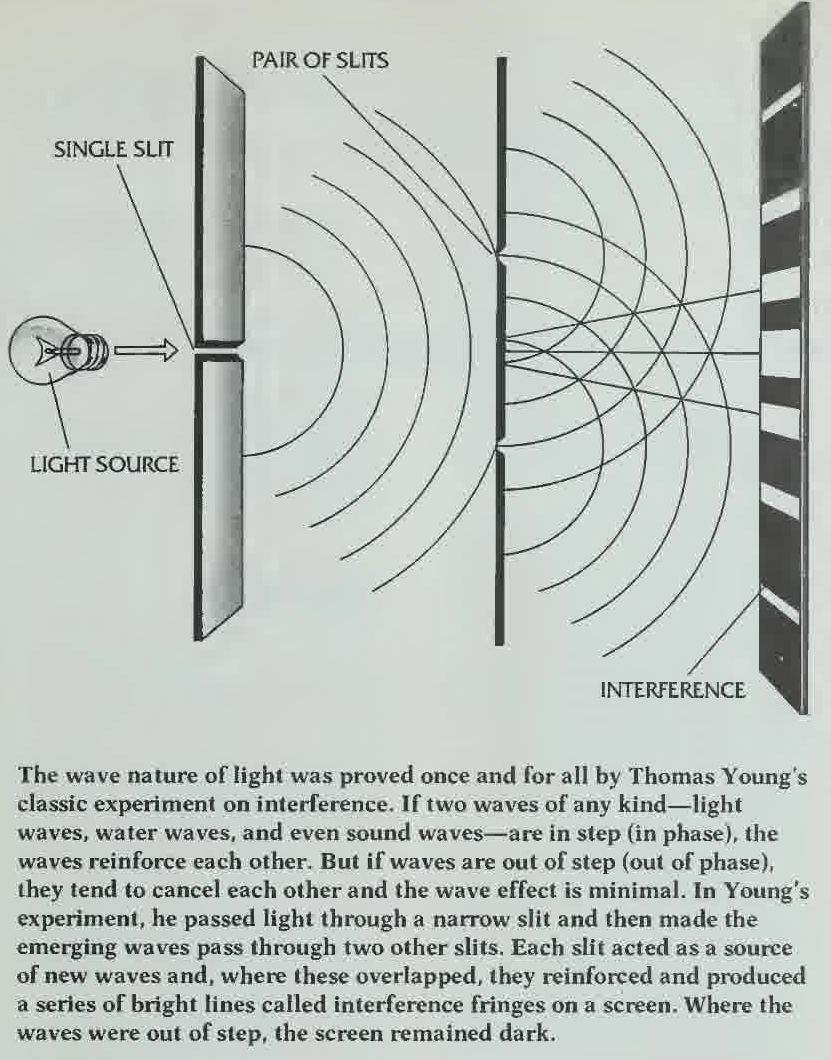 PAIR OF SLITS
SINGLE SLIT
LIGHT SOURCE
INTERFERENCE
The wave nature of light was proved once and for all by Thomas Young's
classic experiment on interference. If two waves of any kind—light
waves, water waves, and even sound waves—are in step (in phase), the
waves reinforce each other. But if waves are out of step (out of phase),
they tend to cancel each other and the wave effect is minimal. In Young's
experiment, he passed light through a narrow slit and then made the
emerging waves pass through two other slits. Each slit acted as a source
of new waves and, where these overlapped, they reinforced and produced
a series of bright lines called interference fringes on a screen. Where the
waves were out of step, the screen remained dark.